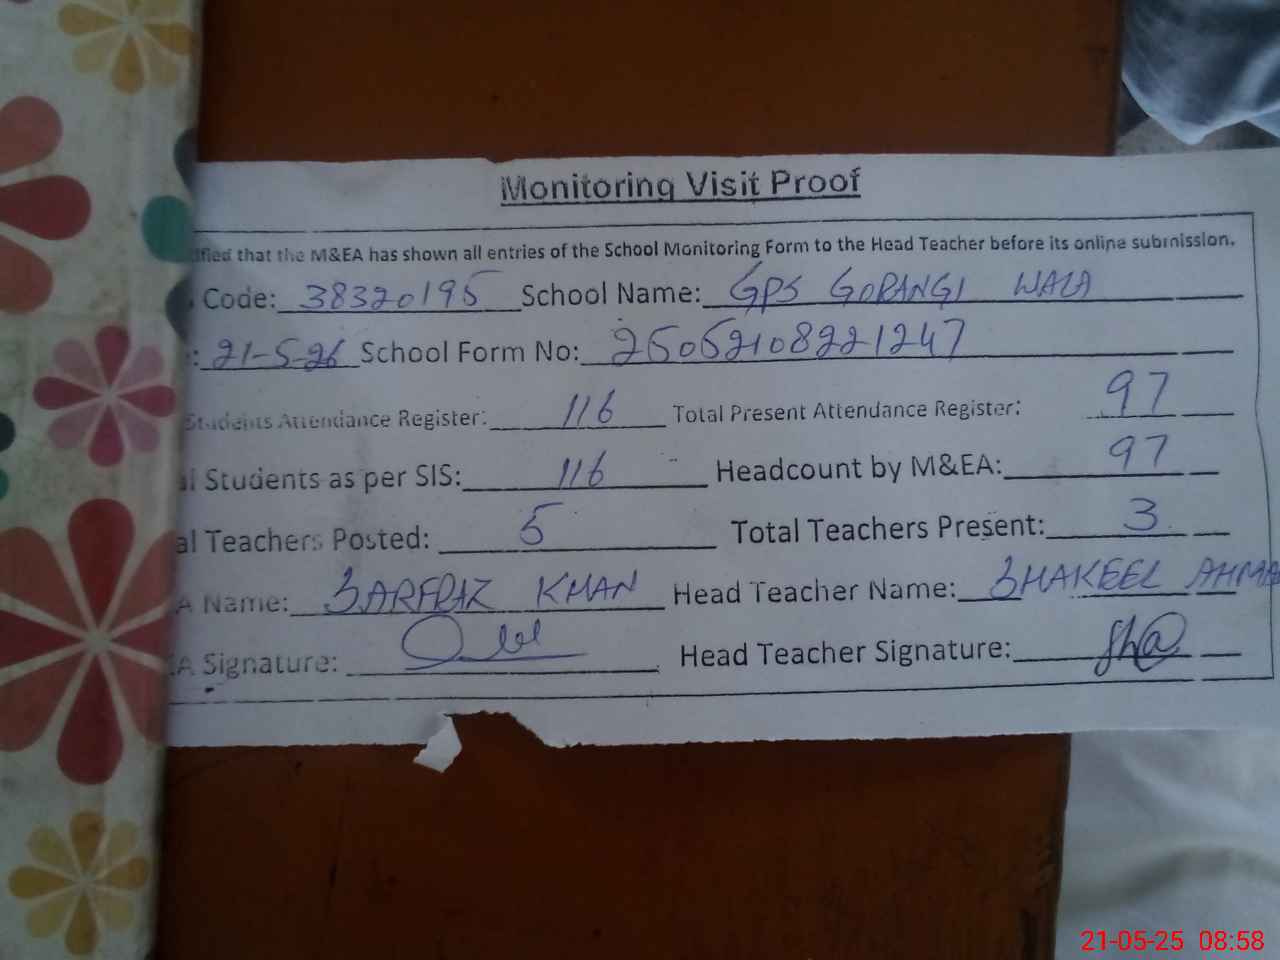 Monitoring Visit Proof
ified that the M&EA has shown all entries of the School Monitoring Form to the Head Teacher before its online submission.
Code: 38320195 School Name: GPS GORANGI WALA
: 21-5-26 School Form No: 25052108221247
Students Attendance Register: 116 Total Present Attendance Register: 97
al Students as per SIS: 116 Headcount by M&EA: 97
al Teachers Posted: 5 Total Teachers Present: 3
A Name: SARFRAZ KHAN Head Teacher Name: SHAKEEL AHMA
EA Signature: Head Teacher Signature:
21-05-25 08:58